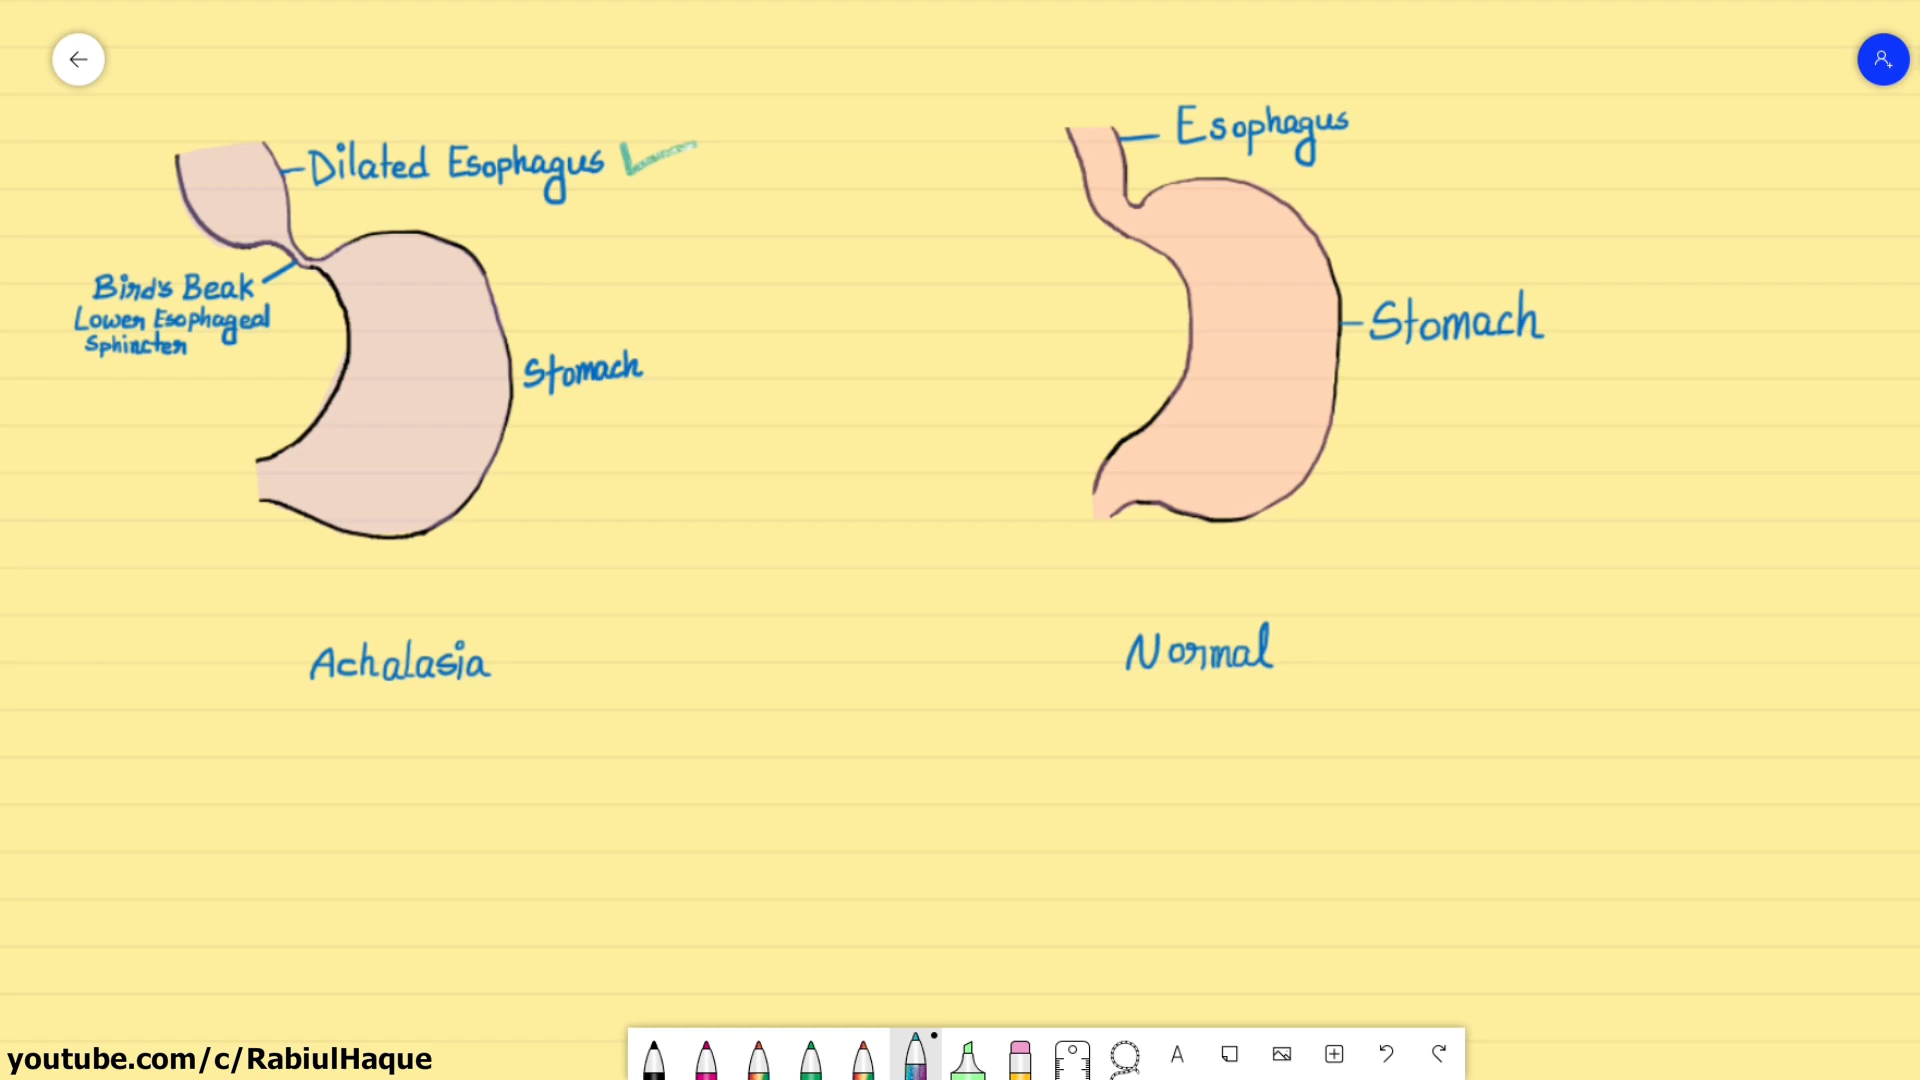 Dilated Esophagus
Bird's Beak
Lower Esophageal
Sphincter
Stomach
Achalasia
Esophagus
Stomach
Normal
youtube.com/c/RabiulHaque
A